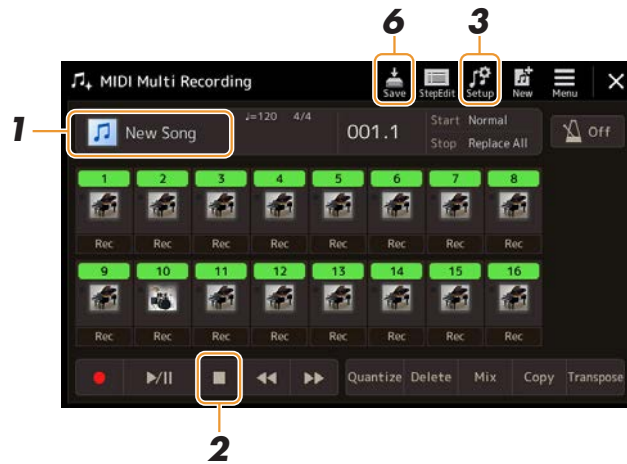 6 3
MIDI Multi Recording Save StepEdit Setup New Menu
1 New Song ♩=120 4/4 001.1 Start Normal Off
Stop Replace All
1 2 3 4 5 6 7 8
Rec Rec Rec Rec Rec Rec Rec Rec
9 10 11 12 13 14 15 16
Rec Rec Rec Rec Rec Rec Rec Rec
Quantize Delete Mix Copy Transpose
2